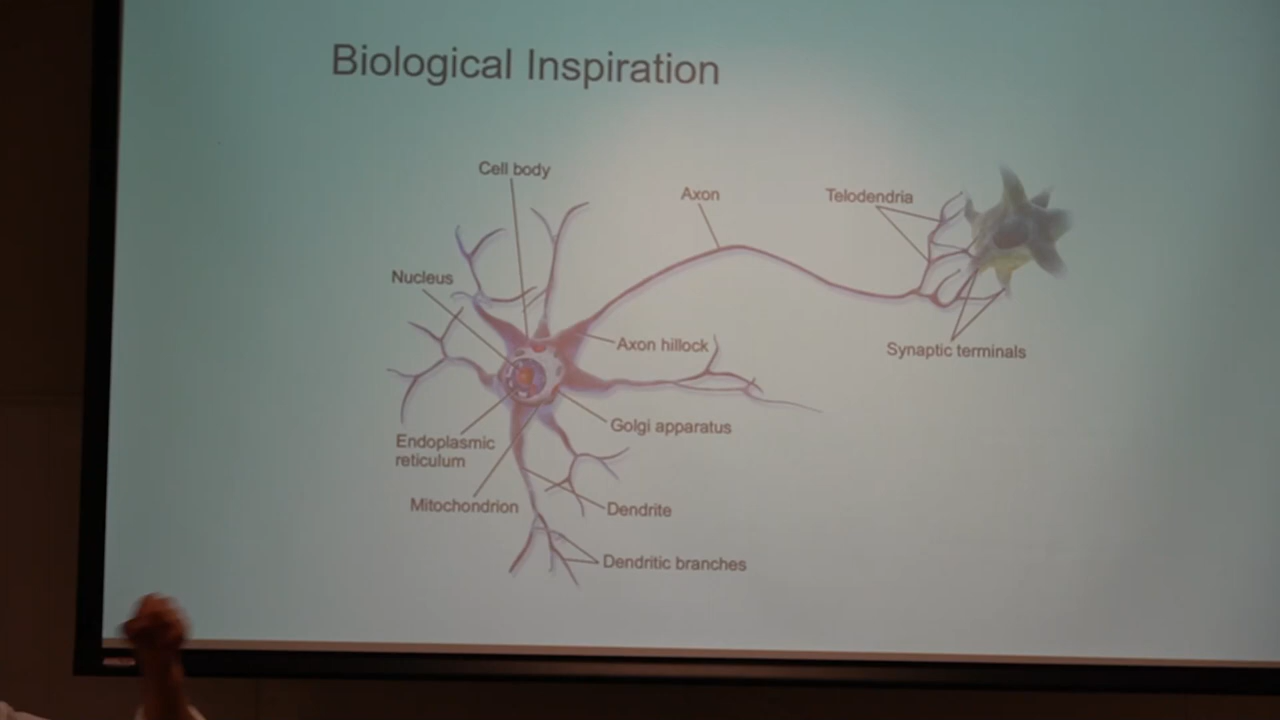 Biological Inspiration
Cell body
Axon
Telodendria
Nucleus
Axon hillock
Synaptic terminals
Golgi apparatus
Endoplasmic
reticulum
Mitochondrion
Dendrite
Dendritic branches